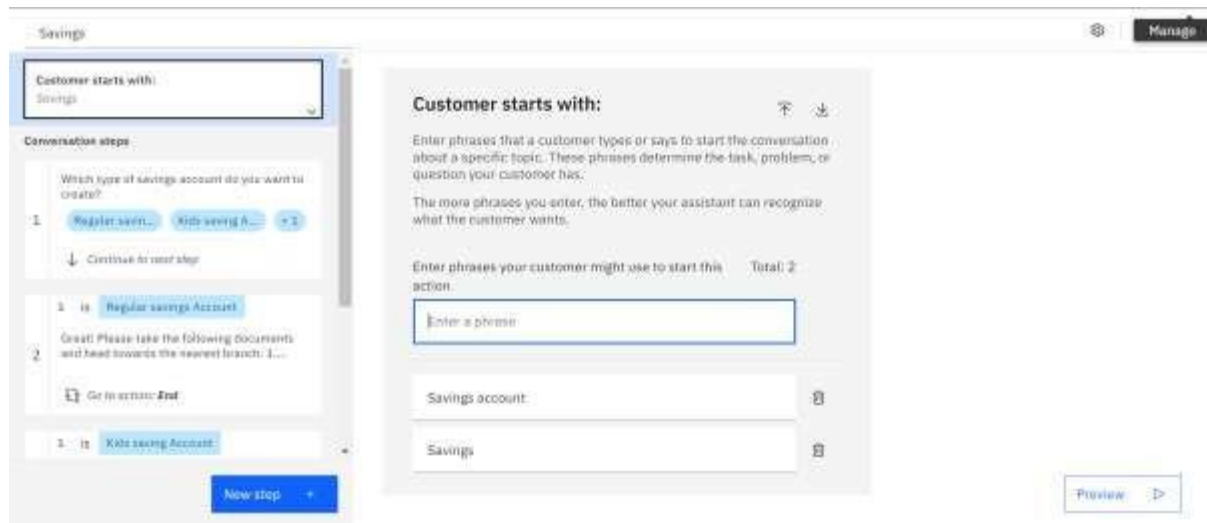 Savings
Manage
Customer starts with:
Savings
Conversation steps
Which type of savings account do you want to
create?
1
Regular savin...
Kids saving A...
+ 1
Continue to next step
1 is Regular savings Account
2
Great! Please take the following documents
and head towards the nearest branch: 1....
Go to action: End
1 is Kids saving Account
New step +
Customer starts with:
Enter phrases that a customer types or says to start the conversation
about a specific topic. These phrases determine the task, problem, or
question your customer has.
The more phrases you enter, the better your assistant can recognize
what the customer wants.
Enter phrases your customer might use to start this
action
Total: 2
Enter a phrase
Savings account
Savings
Preview